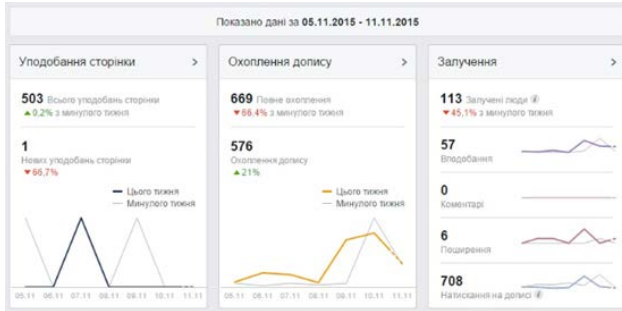 Показано дані за 05.11.2015 - 11.11.2015
Уподобання сторінки >
503 Всього уподобань сторінки
▲0,2% з минулого тижня
1
Нових уподобань сторінки
▼66,7%
Цього тижня
Минулого тижня
05.11 06.11 07.11 08.11 09.11 10.11 11.11
Охоплення допису >
669 Повне охоплення
▼66,4% з минулого тижня
576
Охоплення допису
▲21%
Цього тижня
Минулого тижня
05.11 06.11 07.11 08.11 09.11 10.11 11.11
Залучення >
113 Залучені люди
▼45,1% з минулого тижня
57
Вподобання
0
Коментарі
6
Поширення
708
Натискання на дописі